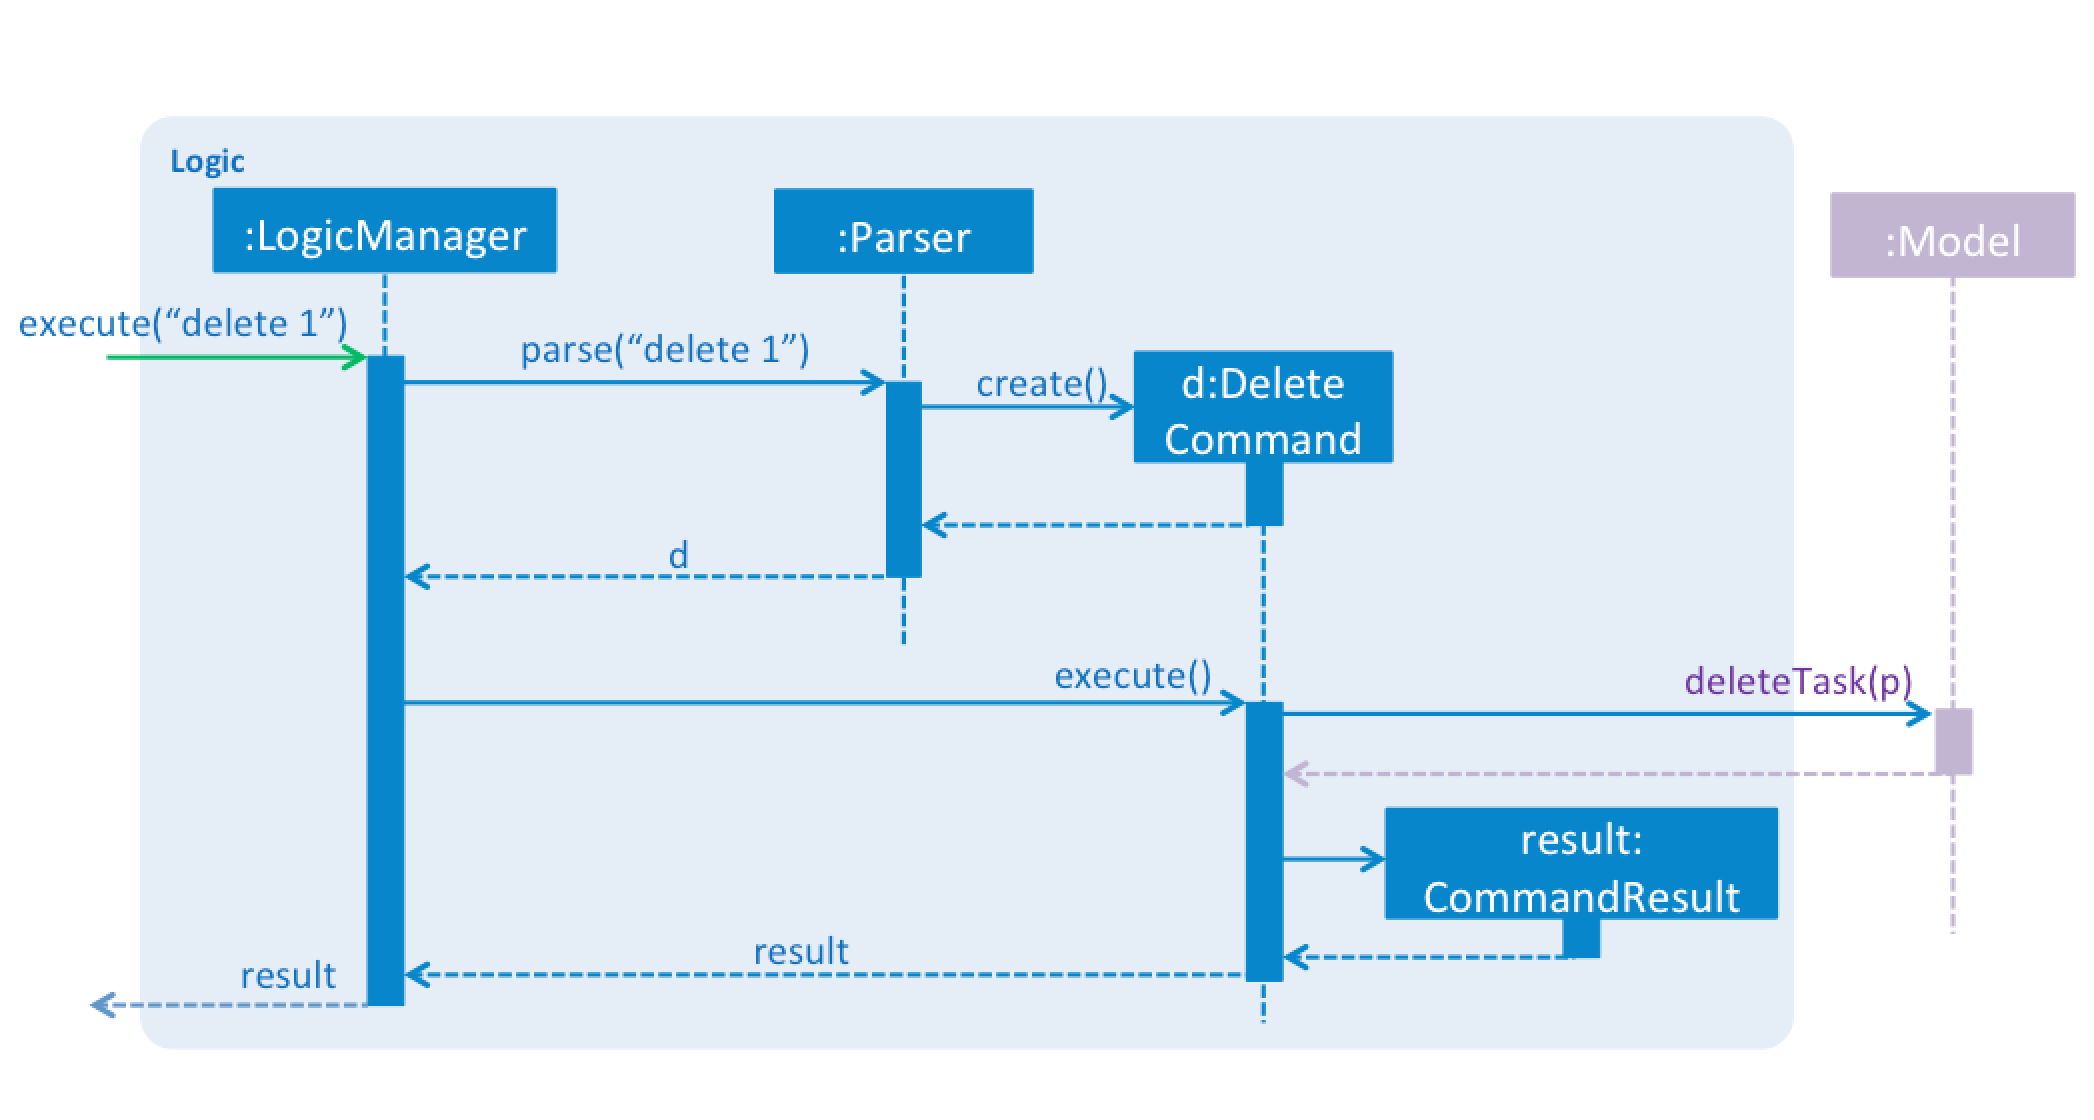 Logic
:LogicManager
:Parser
:Model
execute(“delete 1”)
parse(“delete 1”)
create()
d:Delete
Command
d
execute()
deleteTask(p)
result:
CommandResult
result
result